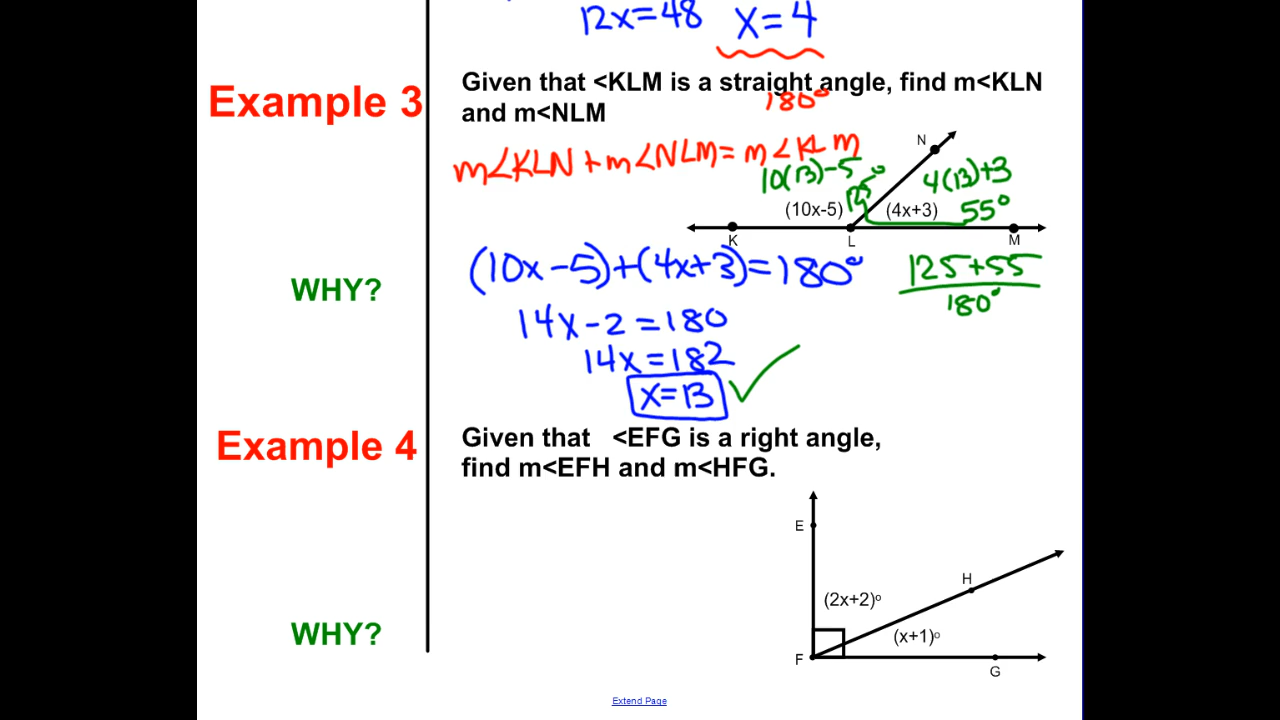 12x=48 x=4
Example 3
Given that <KLM is a straight angle, find m<KLN
180°
and m<NLM
m∠KLN+m∠NLM=m∠KLM
10(13)-5
125°
4(13)+3
55°
N
(10x-5)
(4x+3)
K
L
M
WHY?
(10x-5)+(4x+3)=180°
125+55
180°
14x-2=180
14x=182
x=13
Example 4
Given that <EFG is a right angle,
find m<EFH and m<HFG.
E
H
(2x+2)o
(x+1)o
WHY?
F
G
Extend Page